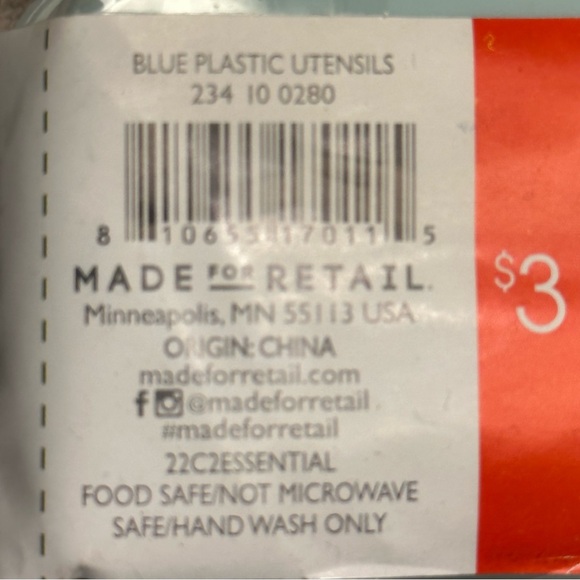 BLUE PLASTIC UTENSILS
234 10 0280
8 10655 17011 5
MADE FOR RETAIL.
Minneapolis, MN 55113 USA
ORIGIN: CHINA
madeforretail.com
@madeforretail
#madeforretail
22C2ESSENTIAL
FOOD SAFE/NOT MICROWAVE
SAFE/HAND WASH ONLY
$3